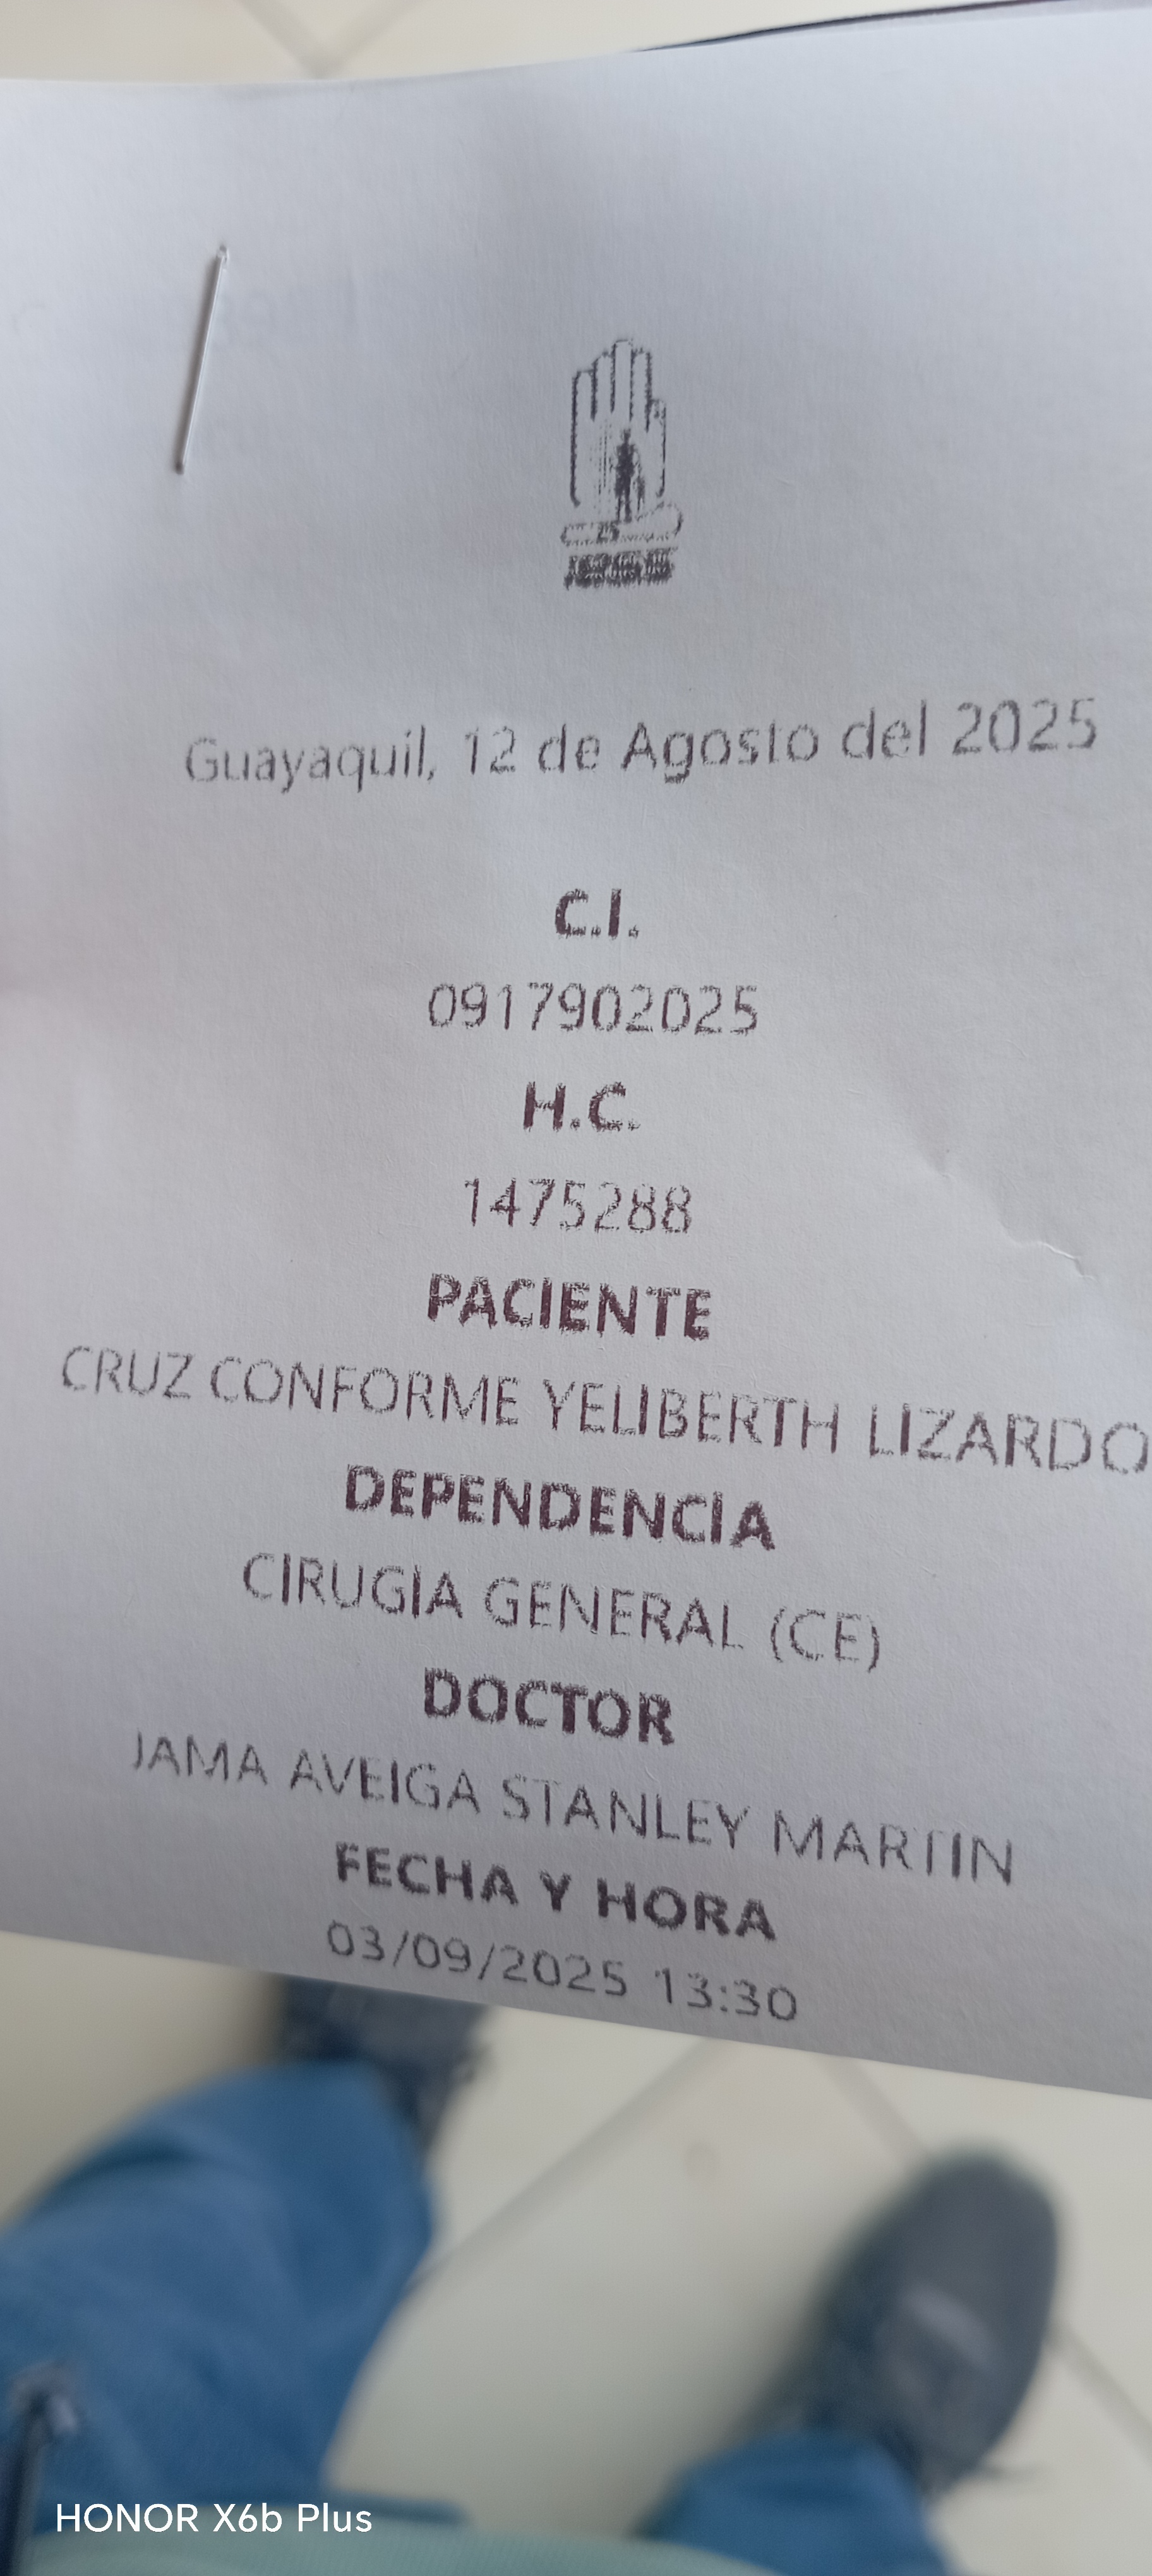 Guayaquil, 12 de Agosto del 2025
C.I.
0917902025
H.C.
1475288
PACIENTE
CRUZ CONFORME YELIBERTH LIZARDO
DEPENDENCIA
CIRUGIA GENERAL (CE)
DOCTOR
JAMA AVEIGA STANLEY MARTIN
FECHA Y HORA
03/09/2025 13:30
HONOR X6b Plus